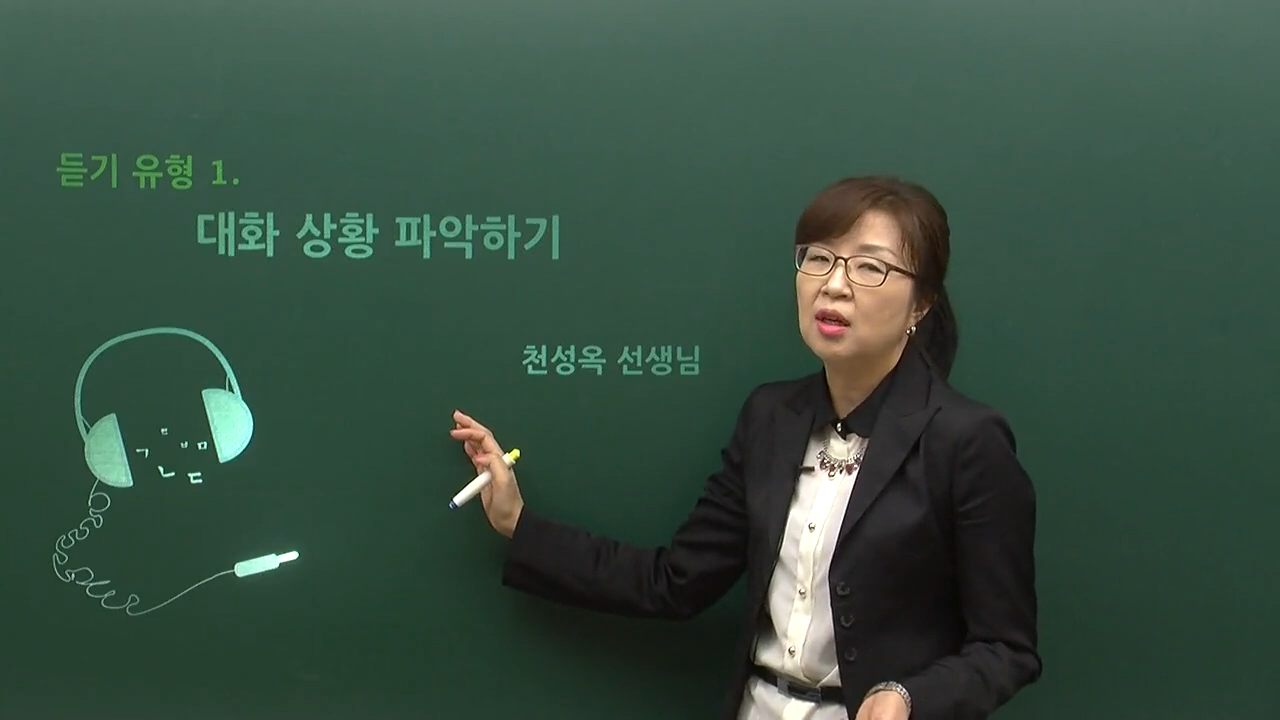 듣기 유형 1.
대화 상황 파악하기
천성옥 선생님
ㄷ
ㄱ ㅂ ㅁ
ㄴ ㄷ